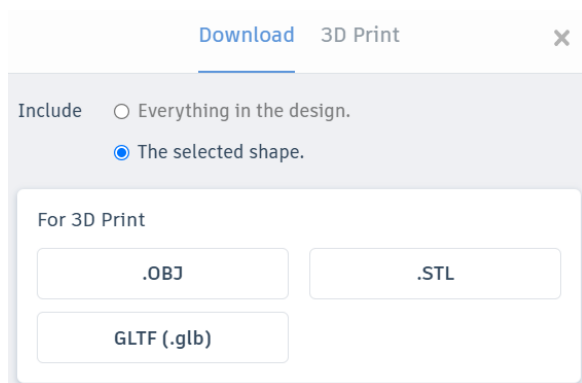 Download 3D Print
Include Everything in the design.
The selected shape.
For 3D Print
.OBJ .STL
GLTF (.glb)